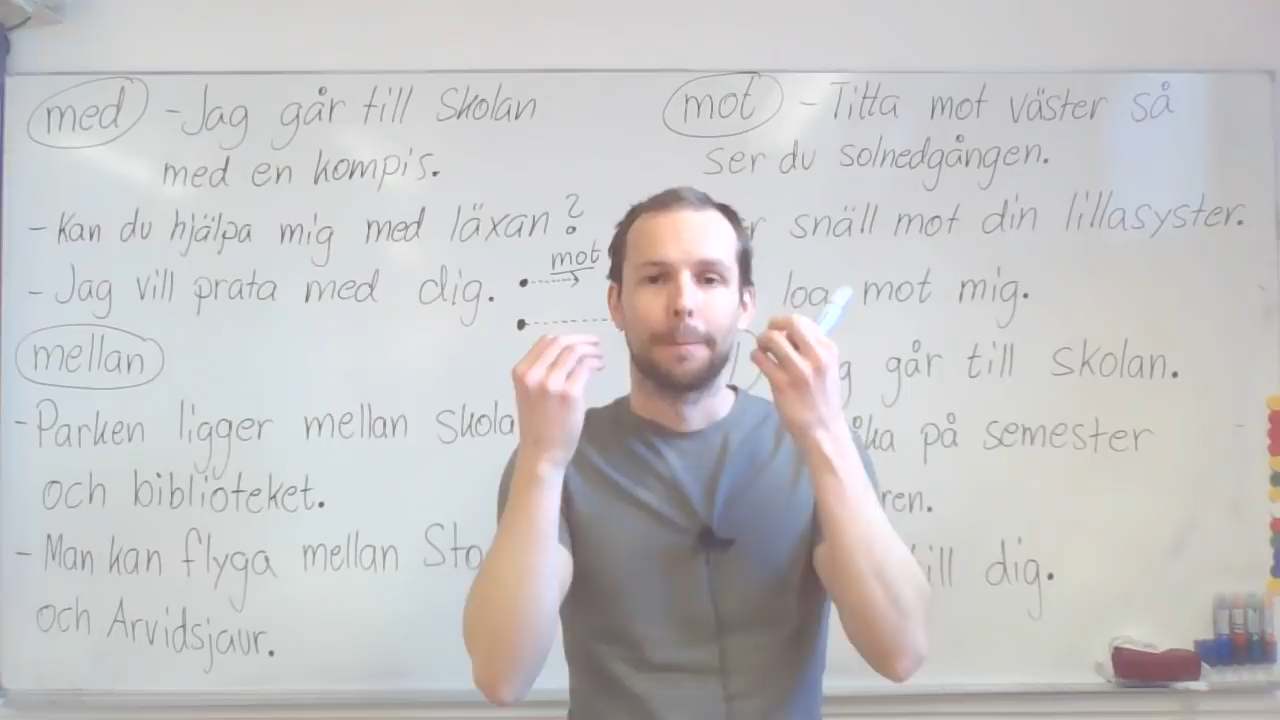 med - Jag går till skolan
med en kompis.
- Kan du hjälpa mig med läxan?
- Jag vill prata med dig.
mot
mellan
- Parken ligger mellan
och biblioteket.
- Man kan flyga mellan
och Arvidsjaur.
mot - Titta mot väster så
ser du solnedgången.
snäll mot din lillasyster.
log mot mig.
går till skolan.
på semester
dig.